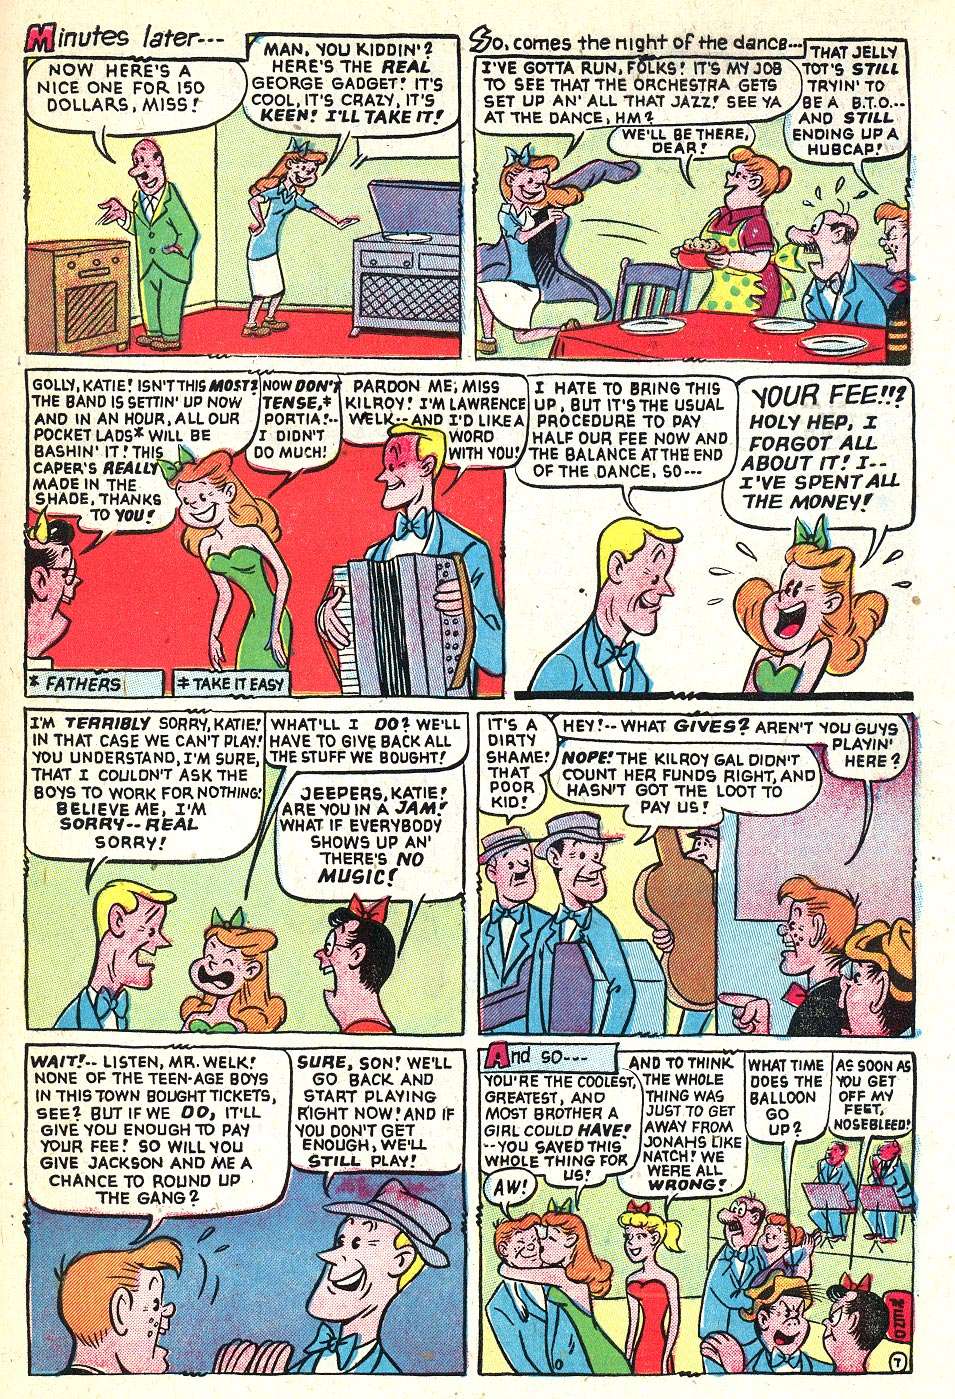 Minutes later---
NOW HERE'S A
NICE ONE FOR 150
DOLLARS, MISS!
MAN, YOU KIDDIN'?
HERE'S THE REAL
GEORGE GADGET! IT'S
COOL, IT'S CRAZY, IT'S
KEEN! I'LL TAKE IT!
So, comes the night of the dance---
I'VE GOTTA RUN, FOLKS! IT'S MY JOB
TO SEE THAT THE ORCHESTRA GETS
SET UP AN' ALL THAT JAZZ! SEE YA
AT THE DANCE, HM?
WE'LL BE THERE,
DEAR!
THAT JELLY
TOT'S STILL
TRYIN' TO
BE A B.T.O.--
AND STILL
ENDING UP A
HUBCAP!
GOLLY, KATIE! ISN'T THIS MOST?
THE BAND IS SETTIN' UP NOW
AND IN AN HOUR, ALL OUR
POCKET LADS* WILL BE
BASHIN' IT! THIS
CAPER'S REALLY
MADE IN THE
SHADE, THANKS
TO YOU!
NOW DON'T
TENSE,‡
PORTIA!--
I DIDN'T
DO MUCH!
PARDON ME, MISS
KILROY! I'M LAWRENCE
WELK-- AND I'D LIKE A
WORD
WITH YOU!
* FATHERS
‡ TAKE IT EASY
I HATE TO BRING THIS
UP, BUT IT'S THE USUAL
PROCEDURE TO PAY
HALF OUR FEE NOW AND
THE BALANCE AT THE END
OF THE DANCE, SO---
YOUR FEE!!?
HOLY HEP, I
FORGOT ALL
ABOUT IT! I--
I'VE SPENT ALL
THE MONEY!
I'M TERRIBLY SORRY, KATIE!
IN THAT CASE WE CAN'T PLAY!
YOU UNDERSTAND, I'M SURE,
THAT I COULDN'T ASK THE
BOYS TO WORK FOR NOTHING!
BELIEVE ME, I'M
SORRY-- REAL
SORRY!
WHAT'LL I DO? WE'LL
HAVE TO GIVE BACK ALL
THE STUFF WE BOUGHT!
JEEPERS, KATIE!
ARE YOU IN A JAM!
WHAT IF EVERYBODY
SHOWS UP AN'
THERE'S NO
MUSIC!
IT'S A
DIRTY
SHAME!
THAT
POOR
KID!
HEY!-- WHAT GIVES? AREN'T YOU GUYS
PLAYIN'
HERE?
NOPE! THE KILROY GAL DIDN'T
COUNT HER FUNDS RIGHT, AND
HASN'T GOT THE LOOT TO
PAY US!
WAIT!-- LISTEN, MR. WELK!
NONE OF THE TEEN-AGE BOYS
IN THIS TOWN BOUGHT TICKETS,
SEE? BUT IF WE DO, IT'LL
GIVE YOU ENOUGH TO PAY
YOUR FEE! SO WILL YOU
GIVE JACKSON AND ME A
CHANCE TO ROUND UP
THE GANG?
SURE, SON! WE'LL
GO BACK AND
START PLAYING
RIGHT NOW! AND IF
YOU DON'T GET
ENOUGH, WE'LL
STILL PLAY!
And so---
YOU'RE THE COOLEST,
GREATEST, AND
MOST BROTHER A
GIRL COULD HAVE!
--YOU SAVED THIS
WHOLE THING FOR
US!
AW!
AND TO THINK
THE WHOLE
THING WAS
JUST TO GET
AWAY FROM
JONAHS LIKE
NATCH! WE
WERE ALL
WRONG!
WHAT TIME
DOES THE
BALLOON
GO
UP?
AS SOON AS
YOU GET
OFF MY
FEET,
NOSEBLEED!
THE END
7